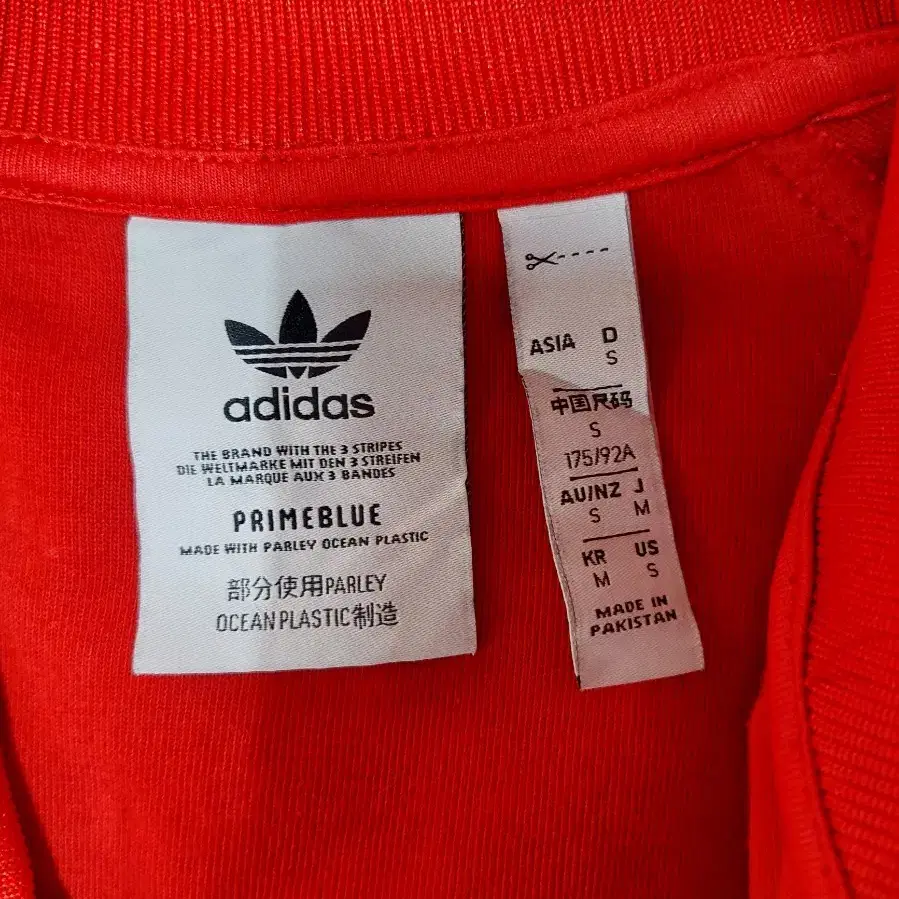 adidas
THE BRAND WITH THE 3 STRIPES
DIE WELTMARKE MIT DEN 3 STREIFEN
LA MARQUE AUX 3 BANDES
PRIMEBLUE
MADE WITH PARLEY OCEAN PLASTIC
部分使用PARLEY
OCEAN PLASTIC制造
ASIA D
S
中国尺码
S
175/92A
AU/NZ J
S M
KR US
M S
MADE IN
PAKISTAN